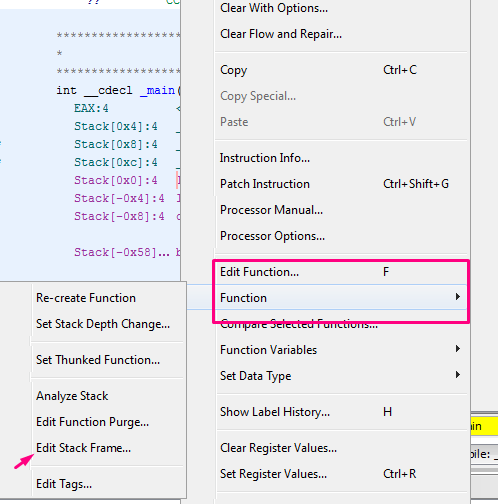 ??
CC
Clear With Options...
Clear Flow and Repair...
********************
*
********************
int __cdecl _main(
EAX:4 <
Stack[0x4]:4 _
Stack[0x8]:4 _
Stack[0xc]:4 _
Stack[0x0]:4
Stack[-0x4]:4 l
Stack[-0x8]:4
Stack[-0x58]... b
Copy Ctrl+C
Copy Special...
Paste Ctrl+V
Instruction Info...
Patch Instruction Ctrl+Shift+G
Processor Manual...
Processor Options...
Edit Function... F
Function
Compare Selected Functions...
Function Variables
Set Data Type
Show Label History... H
Clear Register Values...
Set Register Values... Ctrl+R
Re-create Function
Set Stack Depth Change...
Set Thunked Function...
Analyze Stack
Edit Function Purge...
Edit Stack Frame...
Edit Tags...
ain
pile: _